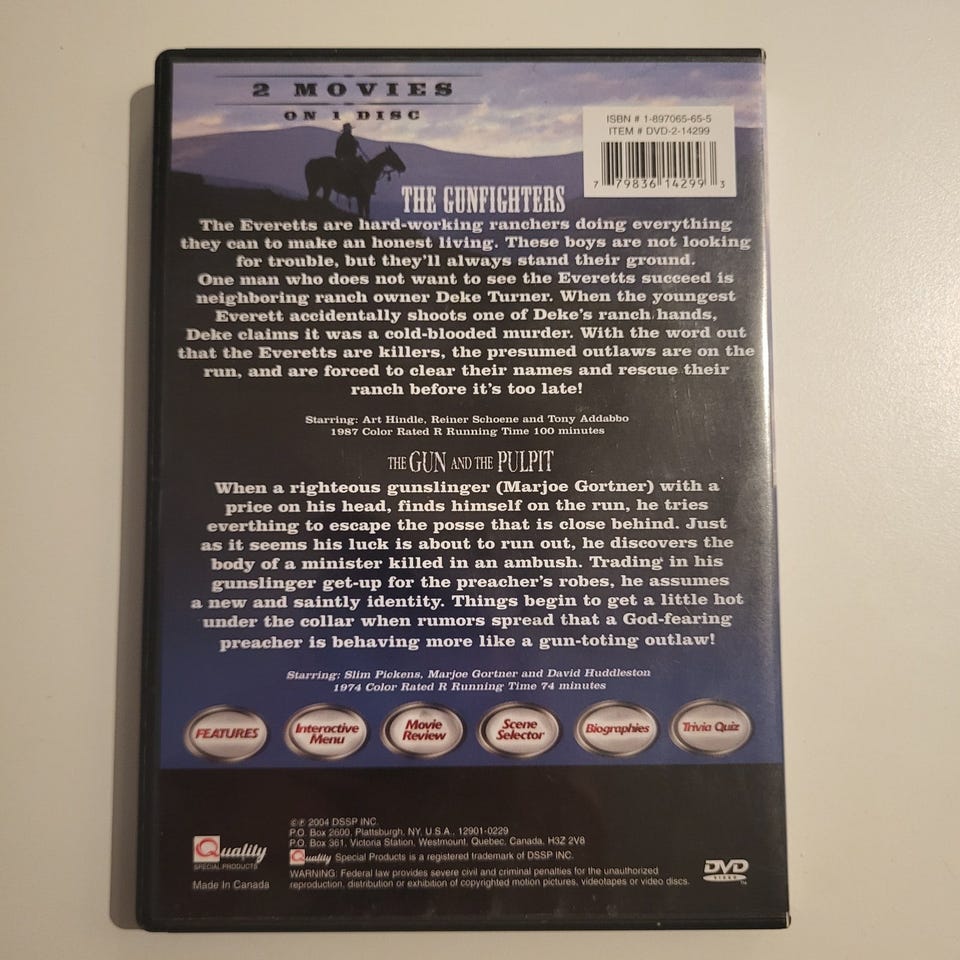 2 MOVIES
ON 1 DISC
ISBN # 1-897065-65-5
ITEM # DVD-2-14299
7 79836 14299 3
THE GUNFIGHTERS
The Everetts are hard-working ranchers doing everything
they can to make an honest living. These boys are not looking
for trouble, but they'll always stand their ground.
One man who does not want to see the Everetts succeed is
neighboring ranch owner Deke Turner. When the youngest
Everett accidentally shoots one of Deke's ranch hands,
Deke claims it was a cold-blooded murder. With the word out
that the Everetts are killers, the presumed outlaws are on the
run, and are forced to clear their names and rescue their
ranch before it's too late!
Starring: Art Hindle, Reiner Schoene and Tony Addabbo
1987 Color Rated R Running Time 100 minutes
THE GUN AND THE PULPIT
When a righteous gunslinger (Marjoe Gortner) with a
price on his head, finds himself on the run, he tries
everthing to escape the posse that is close behind. Just
as it seems his luck is about to run out, he discovers the
body of a minister killed in an ambush. Trading in his
gunslinger get-up for the preacher's robes, he assumes
a new and saintly identity. Things begin to get a little hot
under the collar when rumors spread that a God-fearing
preacher is behaving more like a gun-toting outlaw!
Starring: Slim Pickens, Marjoe Gortner and David Huddleston
1974 Color Rated R Running Time 74 minutes
FEATURES
Interactive
Menu
Movie
Review
Scene
Selector
Biographies
Trivia Quiz
©℗ 2004 DSSP INC.
P.O. Box 2600, Plattsburgh, NY, U.S.A., 12901-0229
P.O. Box 361, Victoria Station, Westmount, Quebec, Canada, H3Z 2V8
Quality Special Products is a registered trademark of DSSP INC.
WARNING: Federal law provides severe civil and criminal penalties for the unauthorized
reproduction, distribution or exhibition of copyrighted motion pictures, videotapes or video discs.
Quality
SPECIAL PRODUCTS
Made In Canada
DVD
VIDEO
TM